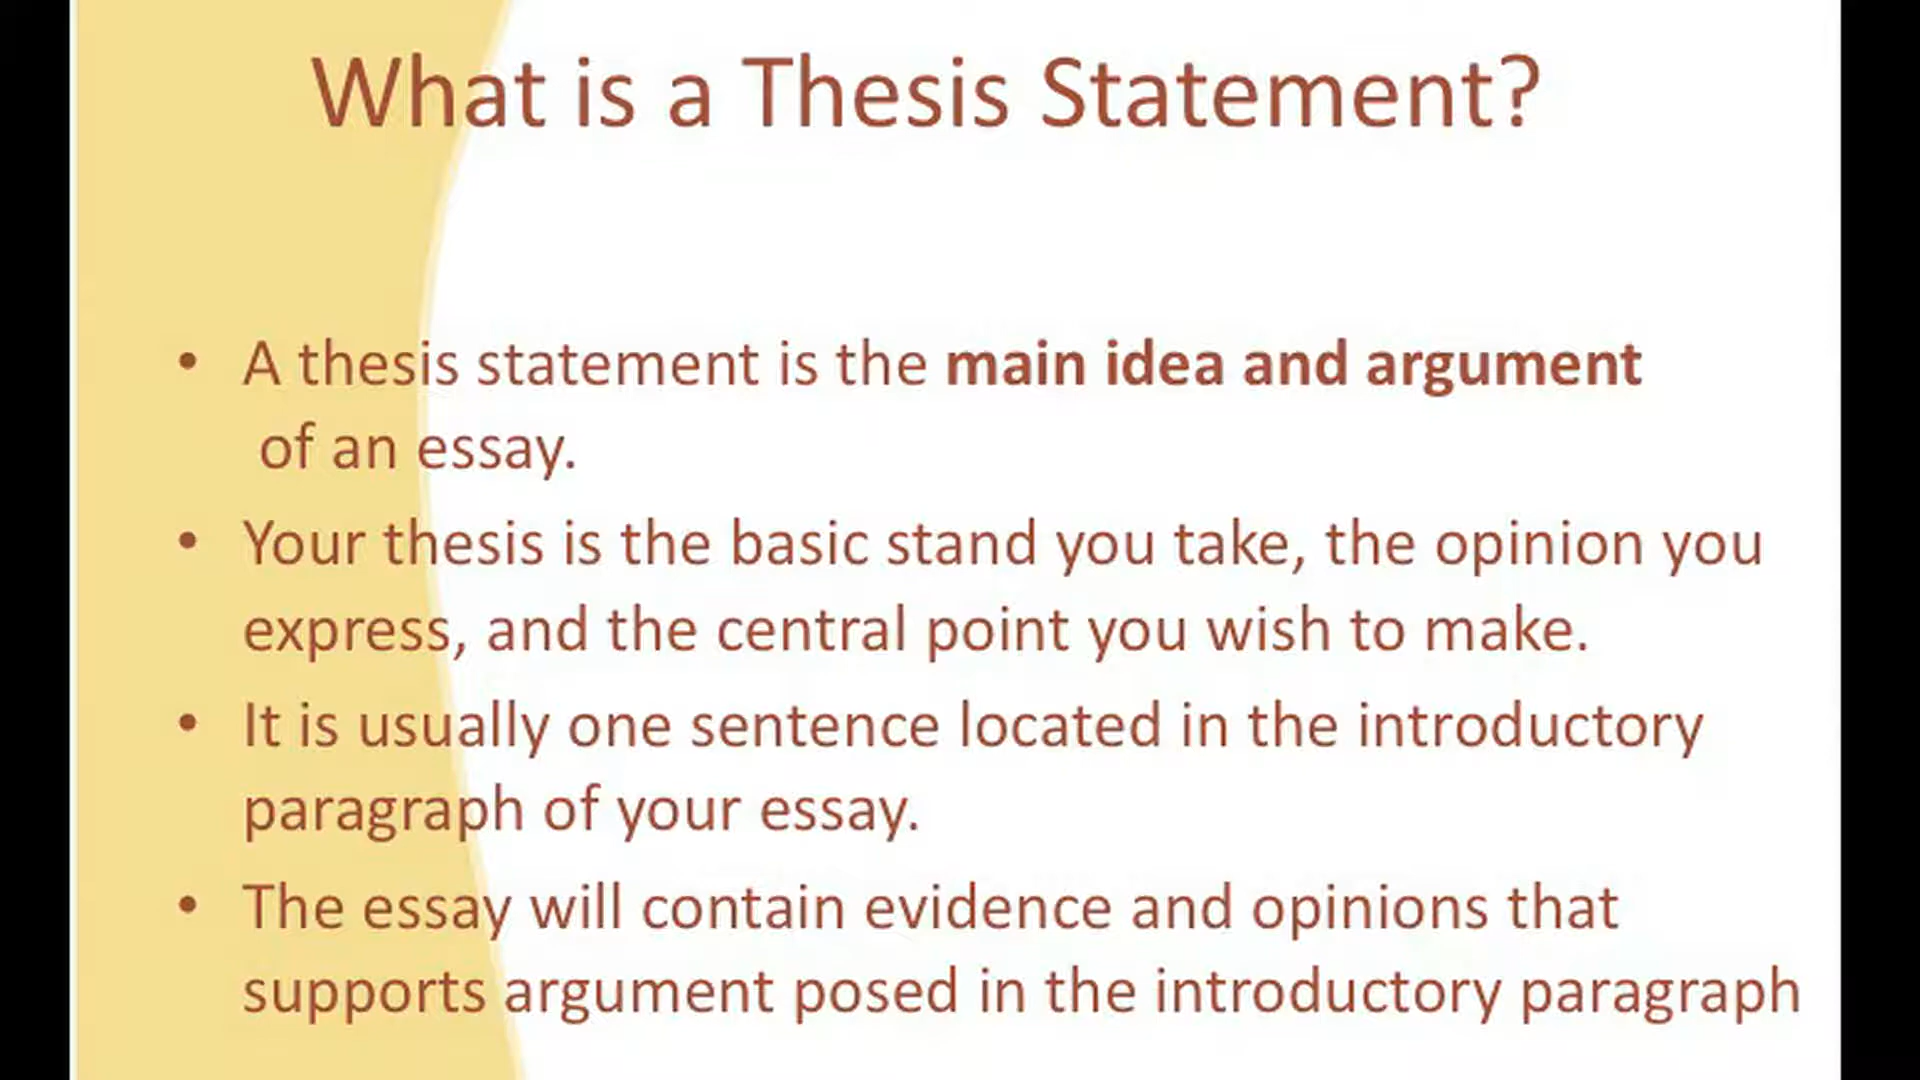 What is a Thesis Statement?
• A thesis statement is the main idea and argument
of an essay.
• Your thesis is the basic stand you take, the opinion you
express, and the central point you wish to make.
• It is usually one sentence located in the introductory
paragraph of your essay.
• The essay will contain evidence and opinions that
supports argument posed in the introductory paragraph